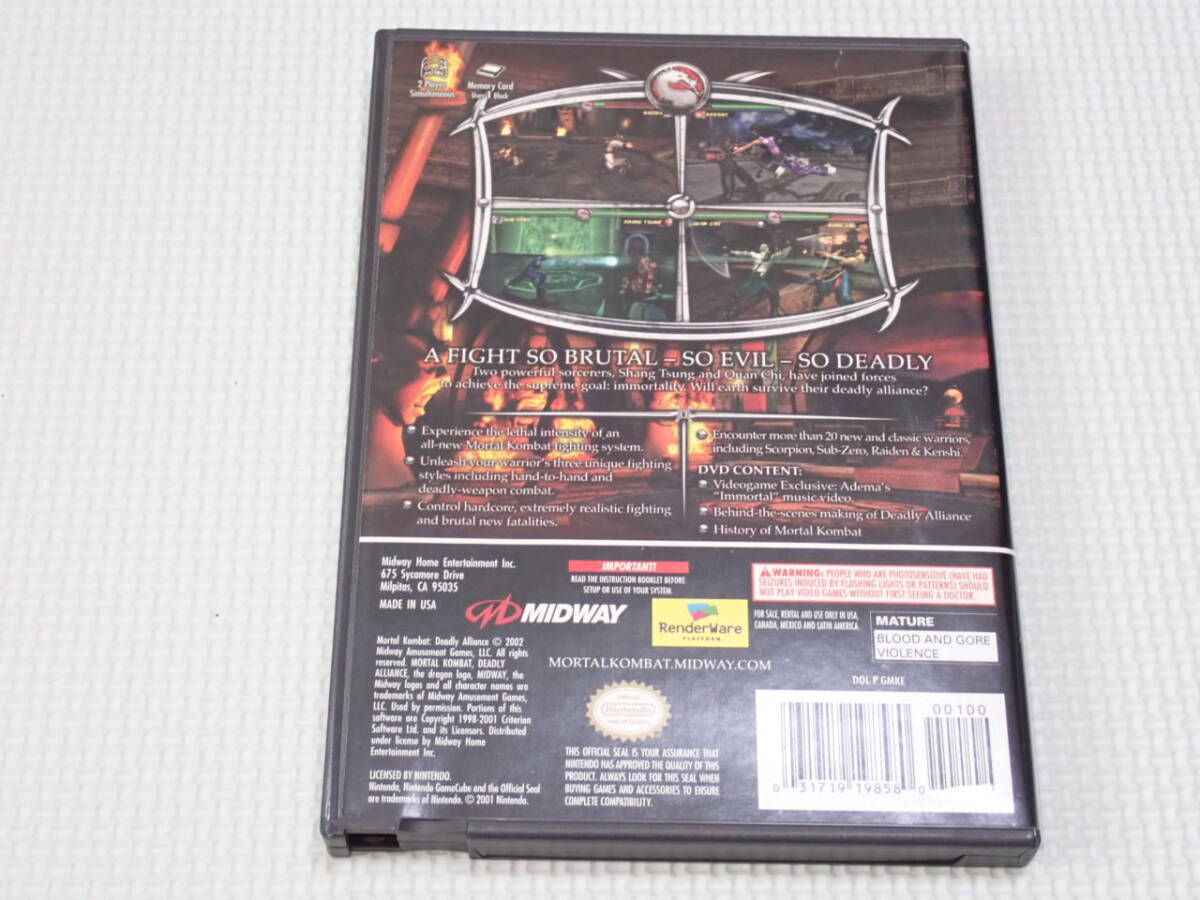 2 Players
Simultaneous
Memory Card
1 Block
SHANG TSUNG
QUAN CHI
A FIGHT SO BRUTAL – SO EVIL – SO DEADLY
Two powerful sorcerers, Shang Tsung and Quan Chi, have joined forces
to achieve the supreme goal: immortality. Will earth survive their deadly alliance?
Experience the lethal intensity of an
all-new Mortal Kombat fighting system.
Unleash your warrior's three unique fighting
styles including hand-to-hand and
deadly-weapon combat.
Control hardcore, extremely realistic fighting
and brutal new fatalities.
Encounter more than 20 new and classic warriors,
including Scorpion, Sub-Zero, Raiden & Kenshi.
DVD CONTENT:
Videogame Exclusive: Adema's
"Immortal" music video.
Behind-the-scenes making of Deadly Alliance
History of Mortal Kombat
Midway Home Entertainment Inc.
675 Sycamore Drive
Milpitas, CA 95035
MADE IN USA
IMPORTANT!
READ THE INSTRUCTION BOOKLET BEFORE
SETUP OR USE OF YOUR SYSTEM.
WARNING: PEOPLE WHO ARE PHOTOSENSITIVE (HAVE HAD
SEIZURES INDUCED BY FLASHING LIGHTS OR PATTERNS) SHOULD
NOT PLAY VIDEO GAMES WITHOUT FIRST SEEING A DOCTOR.
MIDWAY
RenderWare
PLATFORM
FOR SALE, RENTAL AND USE ONLY IN USA,
CANADA, MEXICO AND LATIN AMERICA.
MATURE
BLOOD AND GORE
VIOLENCE
Mortal Kombat: Deadly Alliance © 2002
Midway Amusement Games, LLC. All rights
reserved. MORTAL KOMBAT, DEADLY
ALLIANCE, the dragon logo, MIDWAY, the
Midway logos and all character names are
trademarks of Midway Amusement Games,
LLC. Used by permission. Portions of this
software are Copyright 1998-2001 Criterion
Software Ltd. and its Licensors. Distributed
under license by Midway Home
Entertainment Inc.
MORTALKOMBAT.MIDWAY.COM
DOL P GMKE
Nintendo
LICENSED BY NINTENDO.
Nintendo, Nintendo GameCube and the Official Seal
are trademarks of Nintendo. © 2001 Nintendo.
THIS OFFICIAL SEAL IS YOUR ASSURANCE THAT
NINTENDO HAS APPROVED THE QUALITY OF THIS
PRODUCT. ALWAYS LOOK FOR THIS SEAL WHEN
BUYING GAMES AND ACCESSORIES TO ENSURE
COMPLETE COMPATIBILITY.
00100
0 31719 19858 0